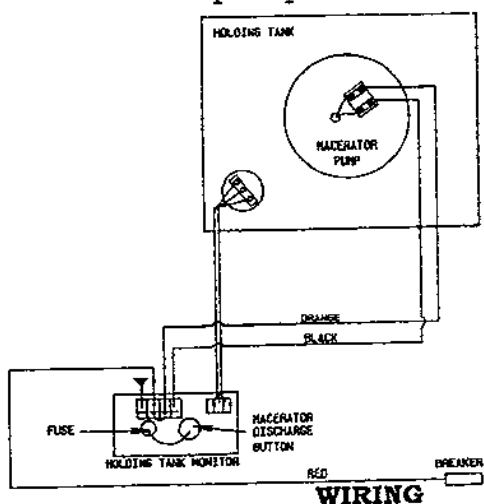 HOLDING TANK
MACERATOR
PUMP
ORANGE
BLACK
FUSE
MACERATOR
DISCHARGE
BUTTON
HOLDING TANK MONITOR
RED
BREAKER
WIRING